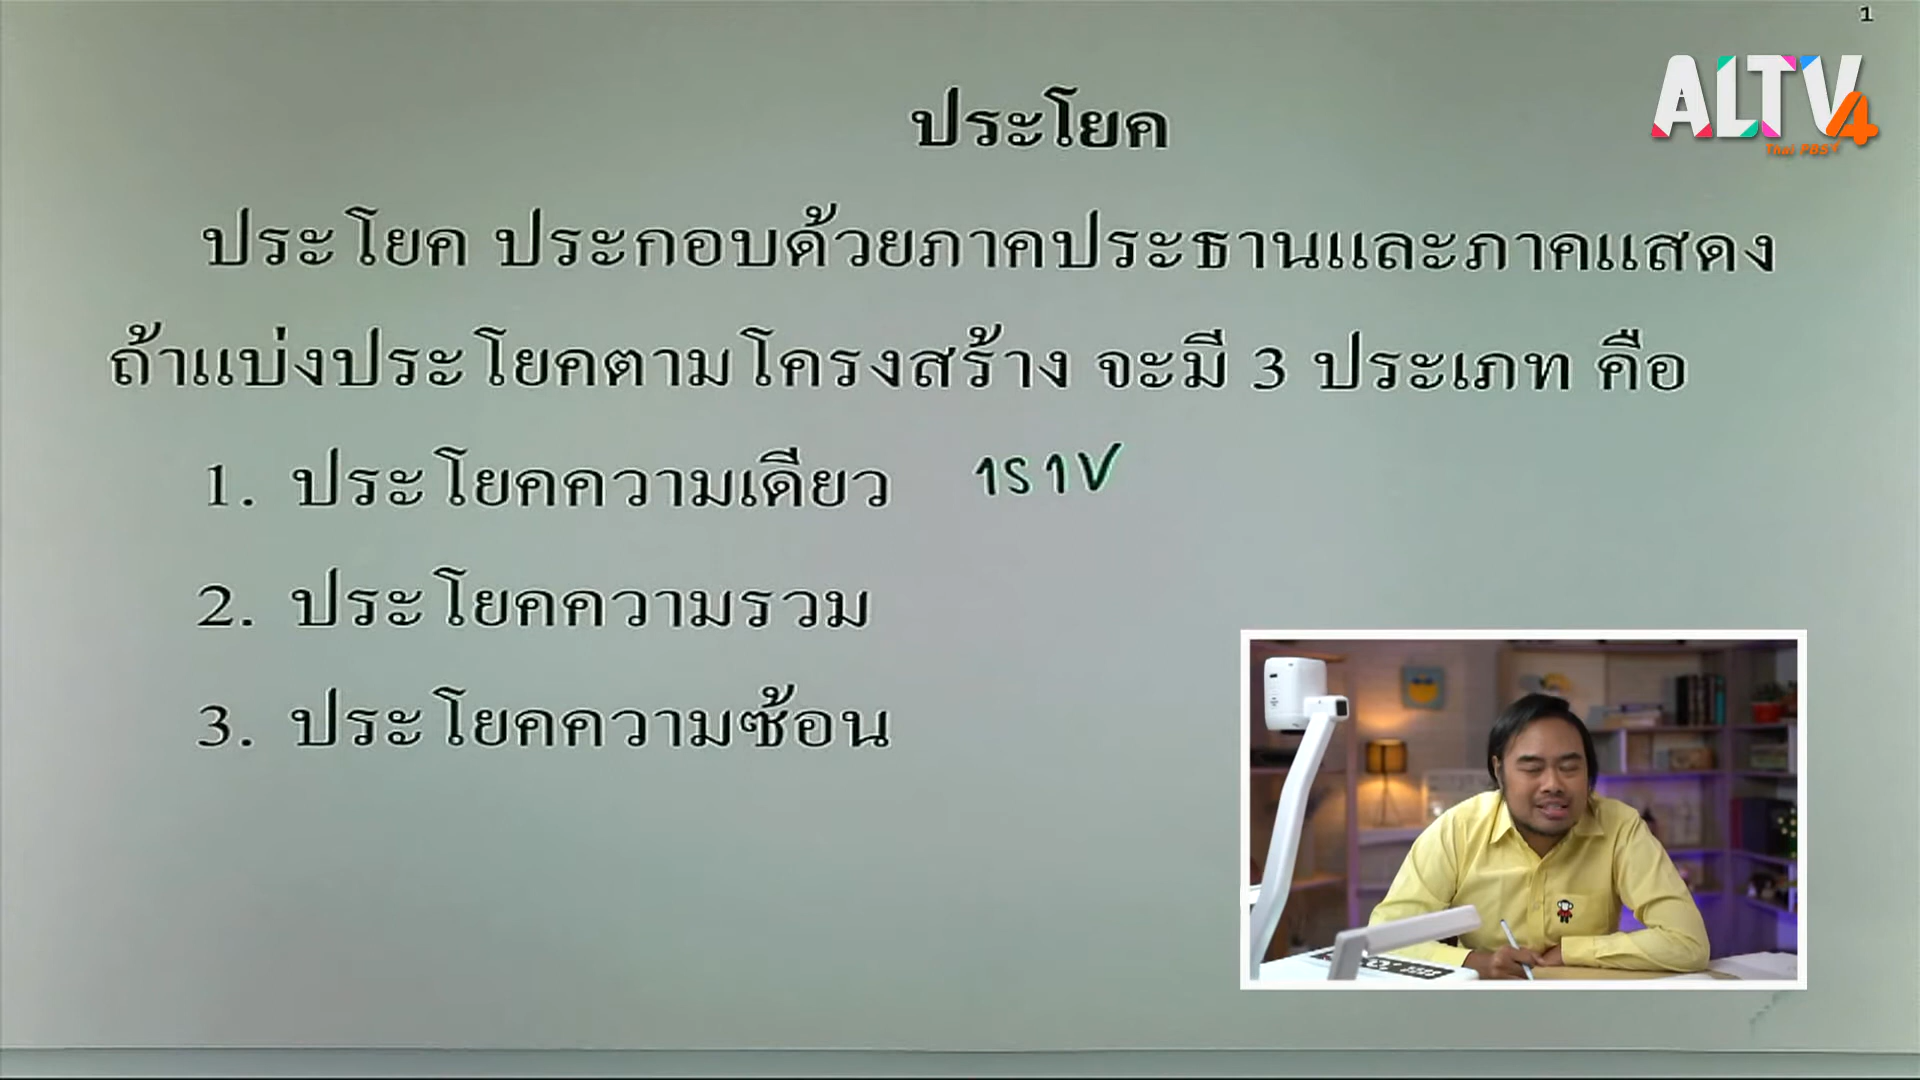 1
ALTV4
Thai PBS
ประโยค
ประโยค ประกอบด้วยภาคประธานและภาคแสดง
ถ้าแบ่งประโยคตามโครงสร้าง จะมี 3 ประเภท คือ
1. ประโยคความเดียว 1S 1V
2. ประโยคความรวม
3. ประโยคความซ้อน